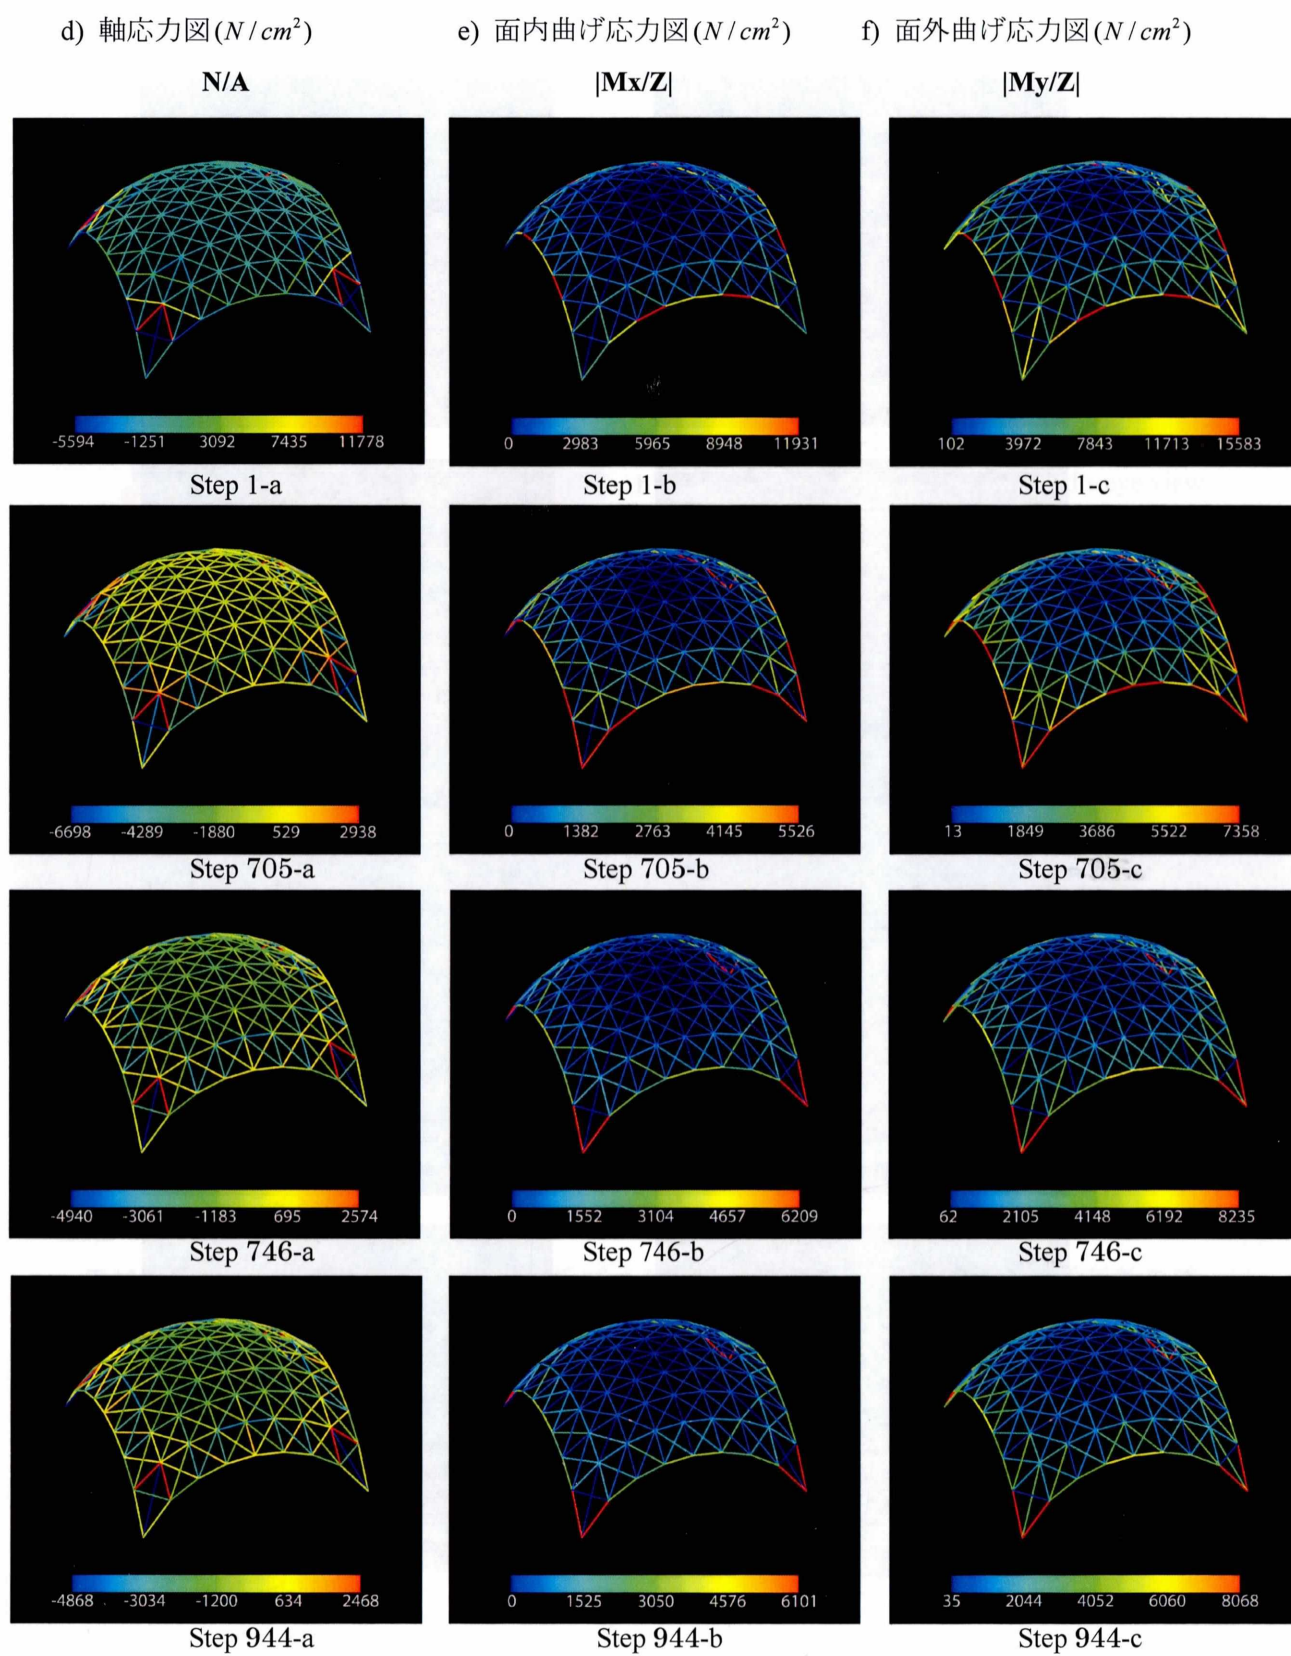 d) 軸応力図(N/cm²) e) 面内曲げ応力図(N/cm²) f) 面外曲げ応力図(N/cm²)
N/A |Mx/Z| |My/Z|
-5594 -1251 3092 7435 11778
0 2983 5965 8948 11931
102 3972 7843 11713 15583
Step 1-a Step 1-b Step 1-c
-6698 -4289 -1880 529 2938
0 1382 2763 4145 5526
13 1849 3686 5522 7358
Step 705-a Step 705-b Step 705-c
-4940 -3061 -1183 695 2574
0 1552 3104 4657 6209
62 2105 4148 6192 8235
Step 746-a Step 746-b Step 746-c
-4868 -3034 -1200 634 2468
0 1525 3050 4576 6101
35 2044 4052 6060 8068
Step 944-a Step 944-b Step 944-c